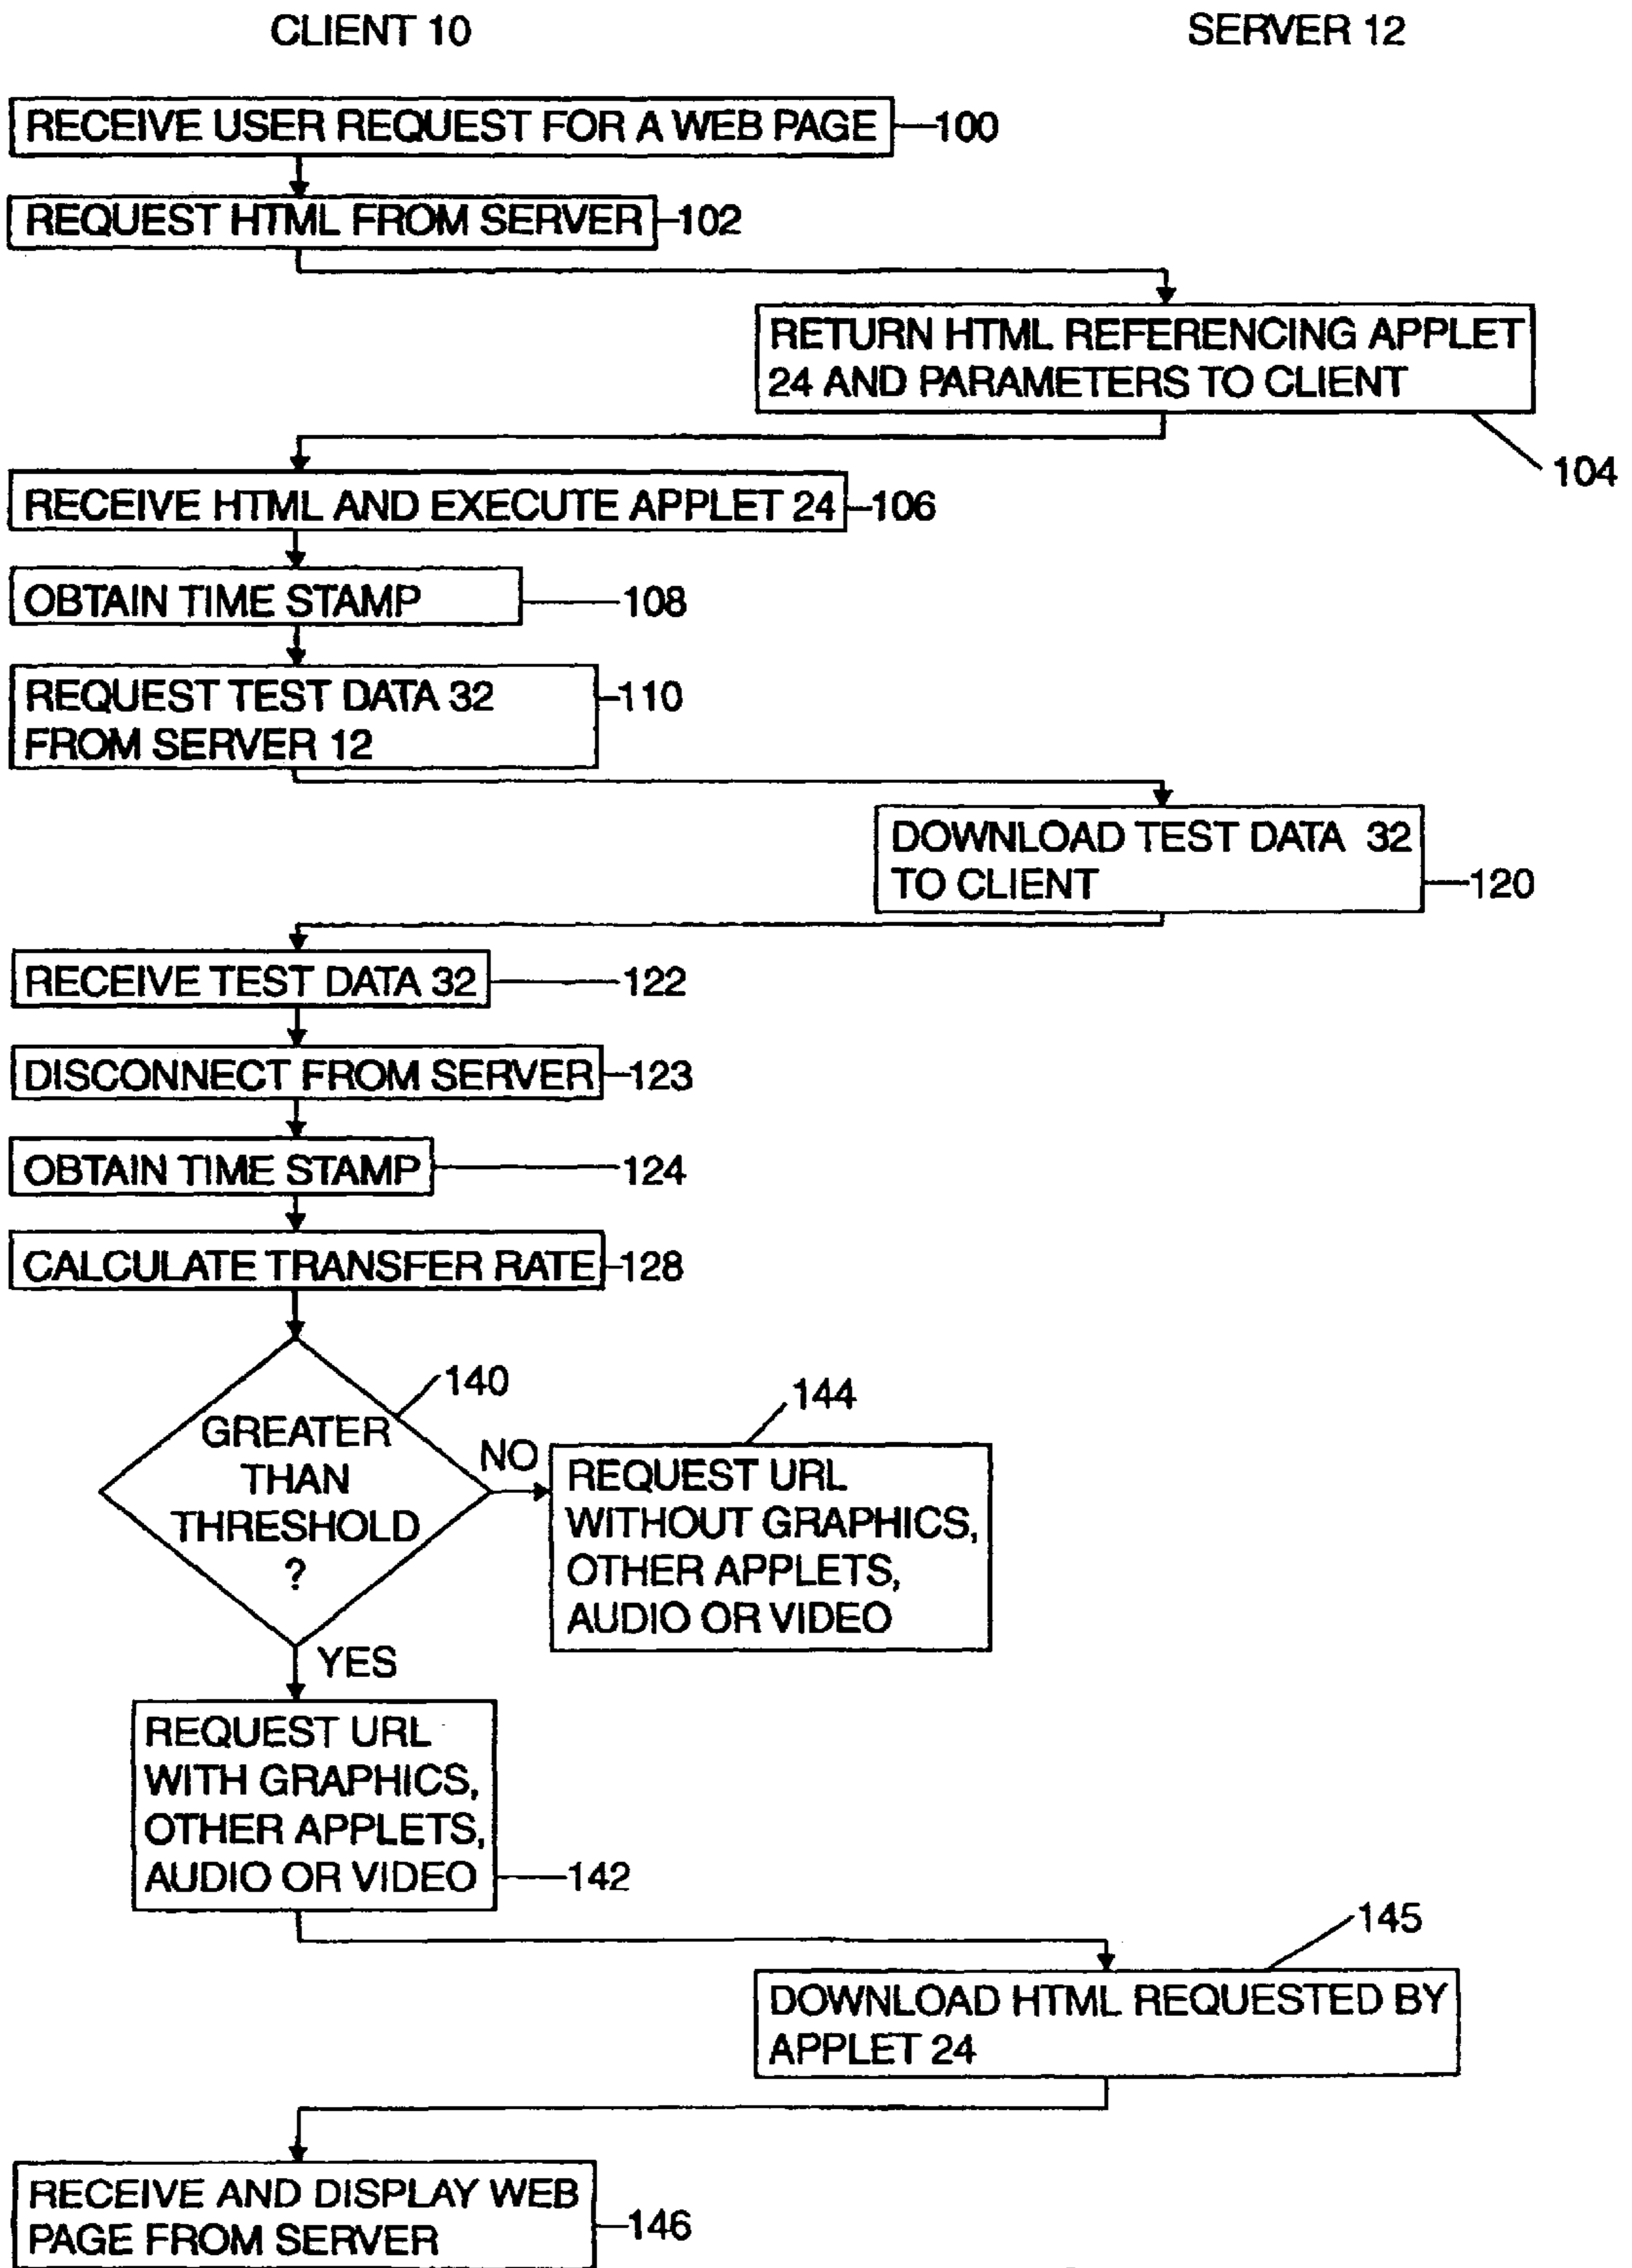 CLIENT 10
SERVER 12
RECEIVE USER REQUEST FOR A WEB PAGE
100
REQUEST HTML FROM SERVER
102
RETURN HTML REFERENCING APPLET
24 AND PARAMETERS TO CLIENT
104
RECEIVE HTML AND EXECUTE APPLET 24
106
OBTAIN TIME STAMP
108
REQUEST TEST DATA 32
FROM SERVER 12
110
DOWNLOAD TEST DATA 32
TO CLIENT
120
RECEIVE TEST DATA 32
122
DISCONNECT FROM SERVER
123
OBTAIN TIME STAMP
124
CALCULATE TRANSFER RATE
128
GREATER
THAN
THRESHOLD
?
140
NO
144
REQUEST URL
WITHOUT GRAPHICS,
OTHER APPLETS,
AUDIO OR VIDEO
YES
REQUEST URL
WITH GRAPHICS,
OTHER APPLETS,
AUDIO OR VIDEO
142
145
DOWNLOAD HTML REQUESTED BY
APPLET 24
RECEIVE AND DISPLAY WEB
PAGE FROM SERVER
146